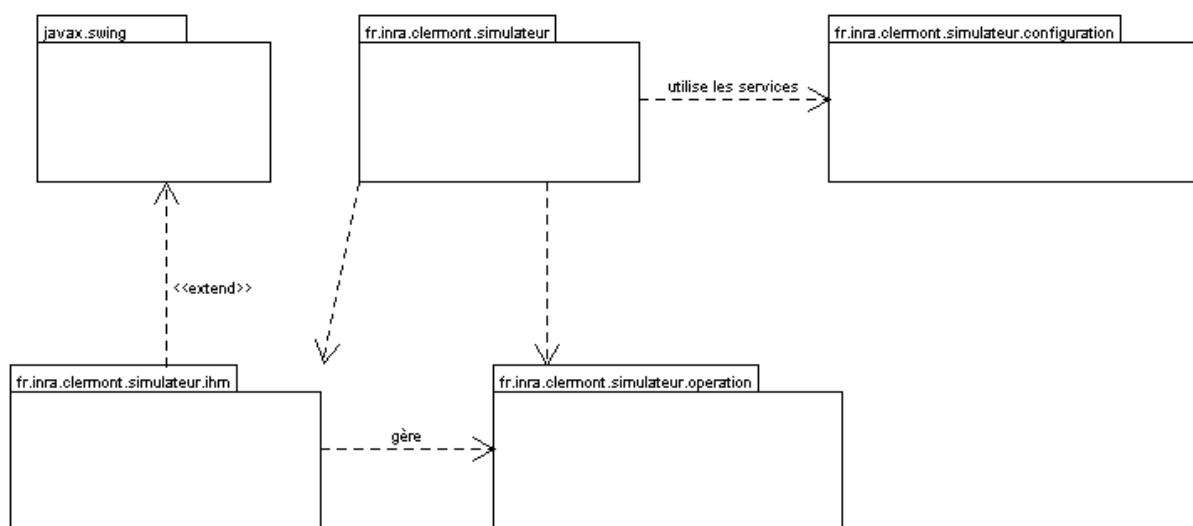 javax.swing
fr.inra.clermont.simulateur
fr.inra.clermont.simulateur.configuration
utilise les services
<<extend>>
fr.inra.clermont.simulateur.ihm
fr.inra.clermont.simulateur.operation
gère